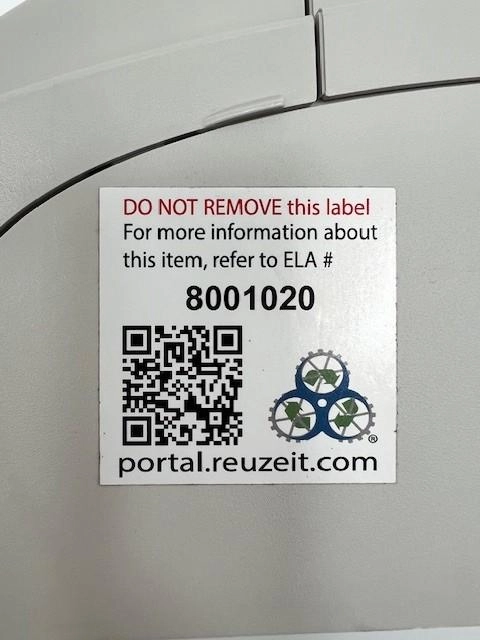 DO NOT REMOVE this label
For more information about
this item, refer to ELA #
8001020
®
portal.reuzeit.com